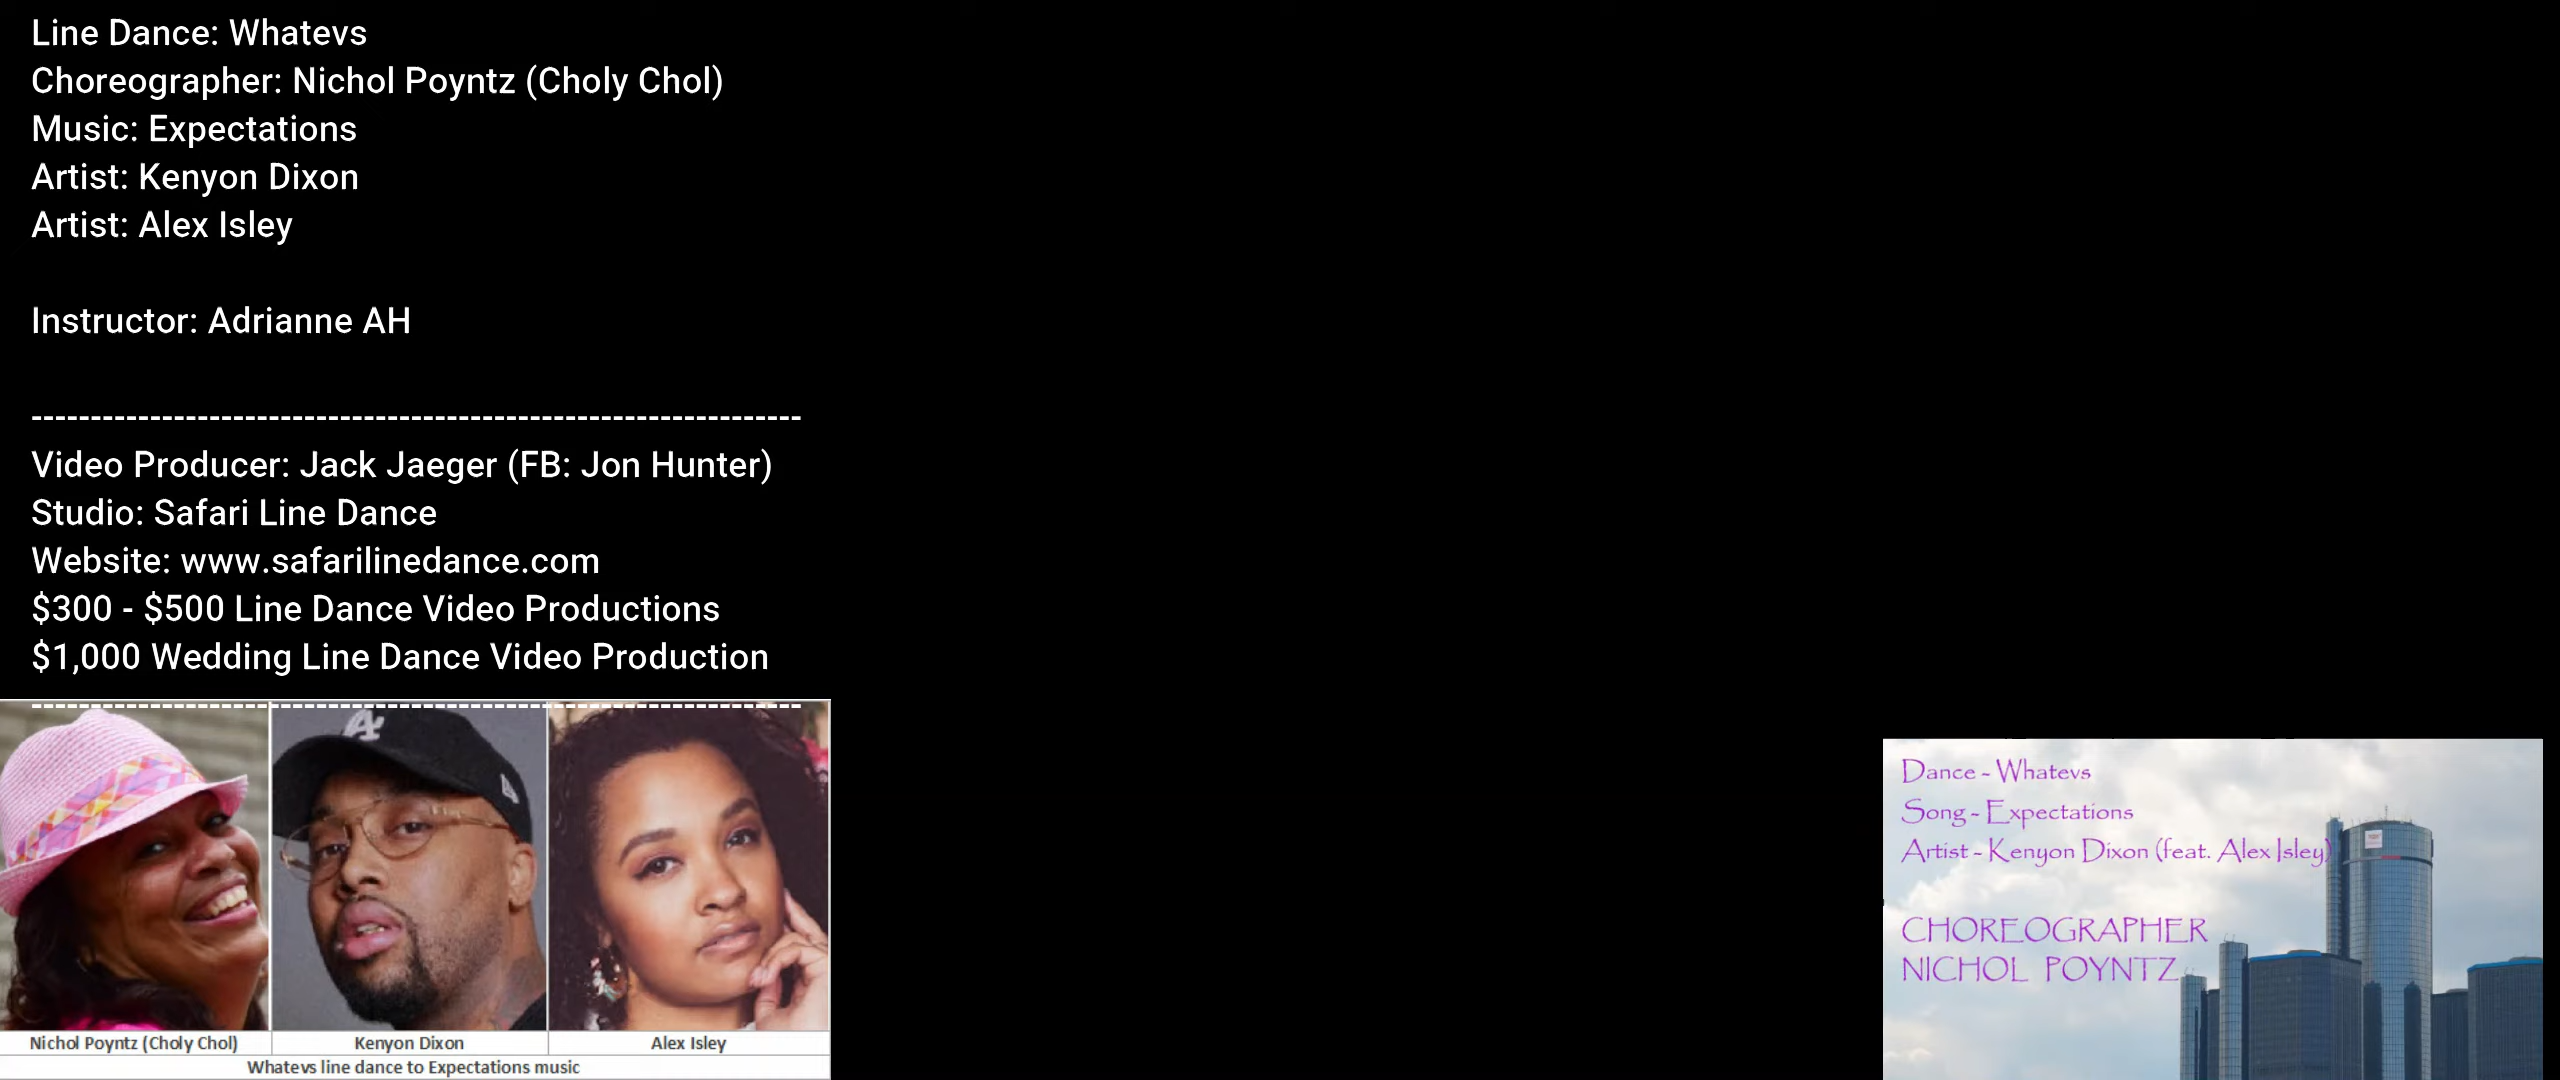 Line Dance: Whatevs
Choreographer: Nichol Poyntz (Choly Chol)
Music: Expectations
Artist: Kenyon Dixon
Artist: Alex Isley
Instructor: Adrianne AH
-----------------------------------------------------------------
Video Producer: Jack Jaeger (FB: Jon Hunter)
Studio: Safari Line Dance
Website: www.safarilinedance.com
$300 - $500 Line Dance Video Productions
$1,000 Wedding Line Dance Video Production
-----------------------------------------------------------------
A
Nichol Poyntz (Choly Chol)
Kenyon Dixon
Alex Isley
Whatevs line dance to Expectations music
Dance - Whatevs
Song - Expectations
Artist - Kenyon Dixon (feat. Alex Isley)
CHOREOGRAPHER
NICHOL POYNTZ